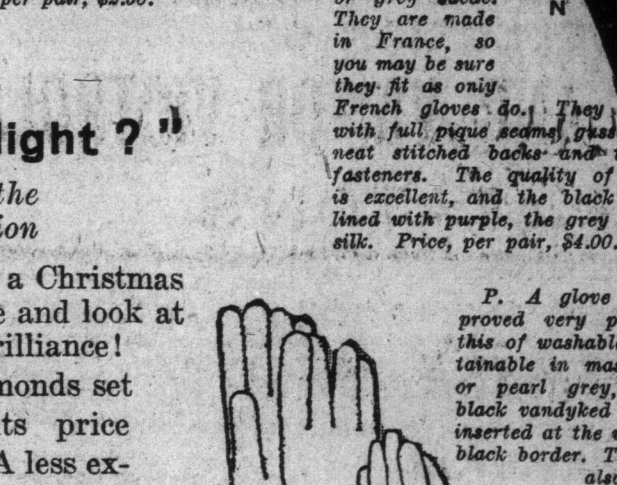 per pair, $2.50.
light ? "
the
ion
a Christmas
e and look at
rilliance!
monds set
ts price
A less ex-
or grey suède.
They are made
in France, so
you may be sure
they fit as only
French gloves do. They
with full pique seams, guss
neat stitched backs and
fasteners. The quality of
is excellent, and the black
lined with purple, the grey
silk. Price, per pair, $4.00.
N
P. A glove
proved very p
this of washable
tainable in mas
or pearl grey,
black vandyked
inserted at the
black border. T
also